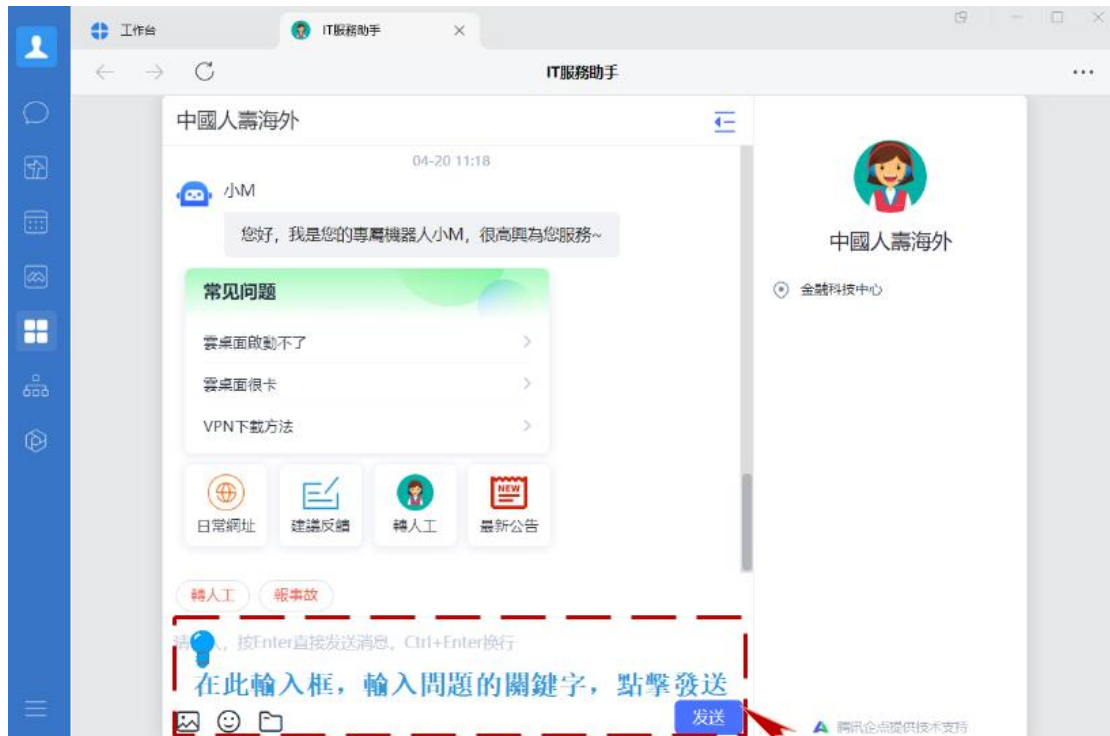 工作台
IT服務助手
IT服務助手
中國人壽海外
04-20 11:18
小M
您好，我是您的專屬機器人小M，很高興為您服務~
常见问题
雲桌面啟動不了
雲桌面很卡
VPN下載方法
日常網址
建議反饋
轉人工
NEW
最新公告
轉人工
報事故
按Enter直接发送消息，Ctrl+Enter换行
在此輸入框，輸入問題的關鍵字，點擊發送
发送
中國人壽海外
金融科技中心
腾讯企点提供技术支持